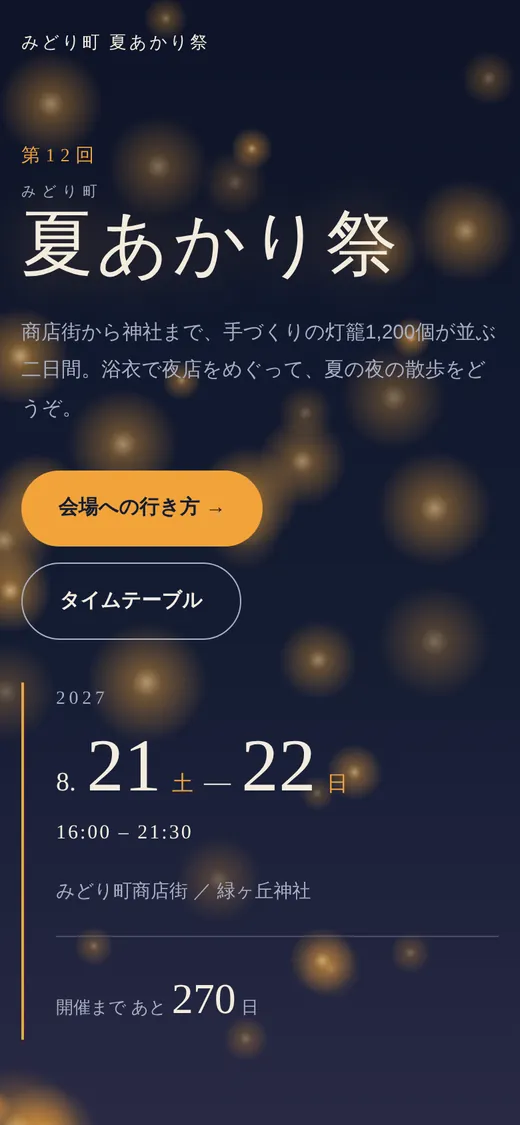 みどり町 夏あかり祭
第12回
みどり町
夏あかり祭
商店街から神社まで、手づくりの灯籠1,200個が並ぶ
二日間。浴衣で夜店をめぐって、夏の夜の散歩をど
うぞ。
会場への行き方 →
タイムテーブル
2027
8. 21 土 — 22 日
16:00 – 21:30
みどり町商店街 ／ 緑ヶ丘神社
開催まで あと 270 日